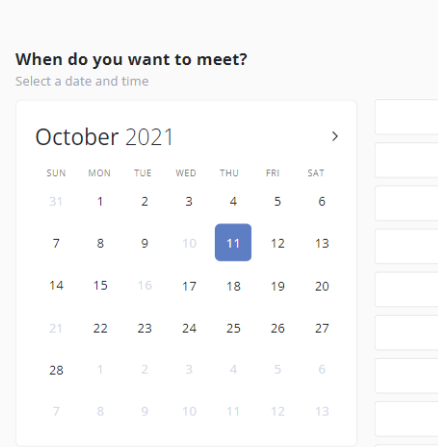 When do you want to meet?
Select a date and time
October 2021
SUN MON TUE WED THU FRI SAT
31 1 2 3 4 5 6
7 8 9 10 11 12 13
14 15 16 17 18 19 20
21 22 23 24 25 26 27
28 1 2 3 4 5 6
7 8 9 10 11 12 13